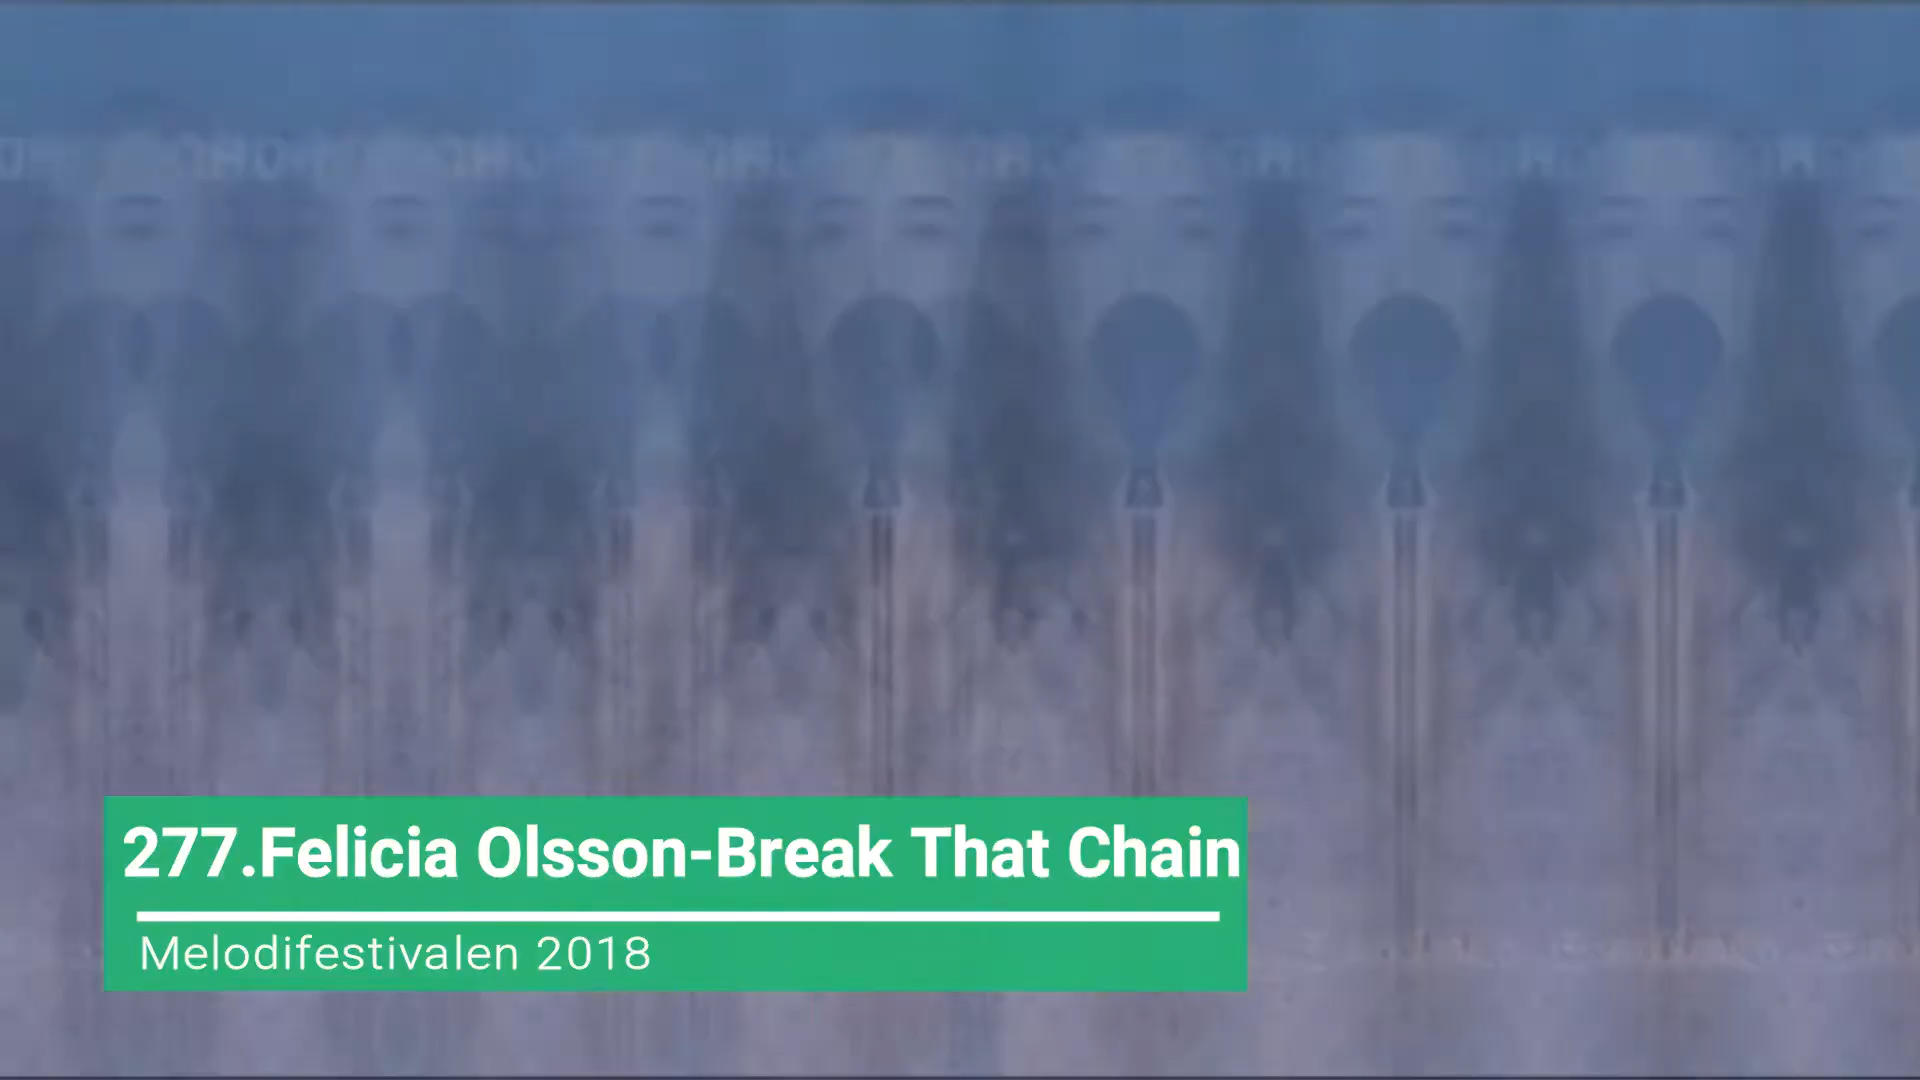 277.Felicia Olsson-Break That Chain
Melodifestivalen 2018